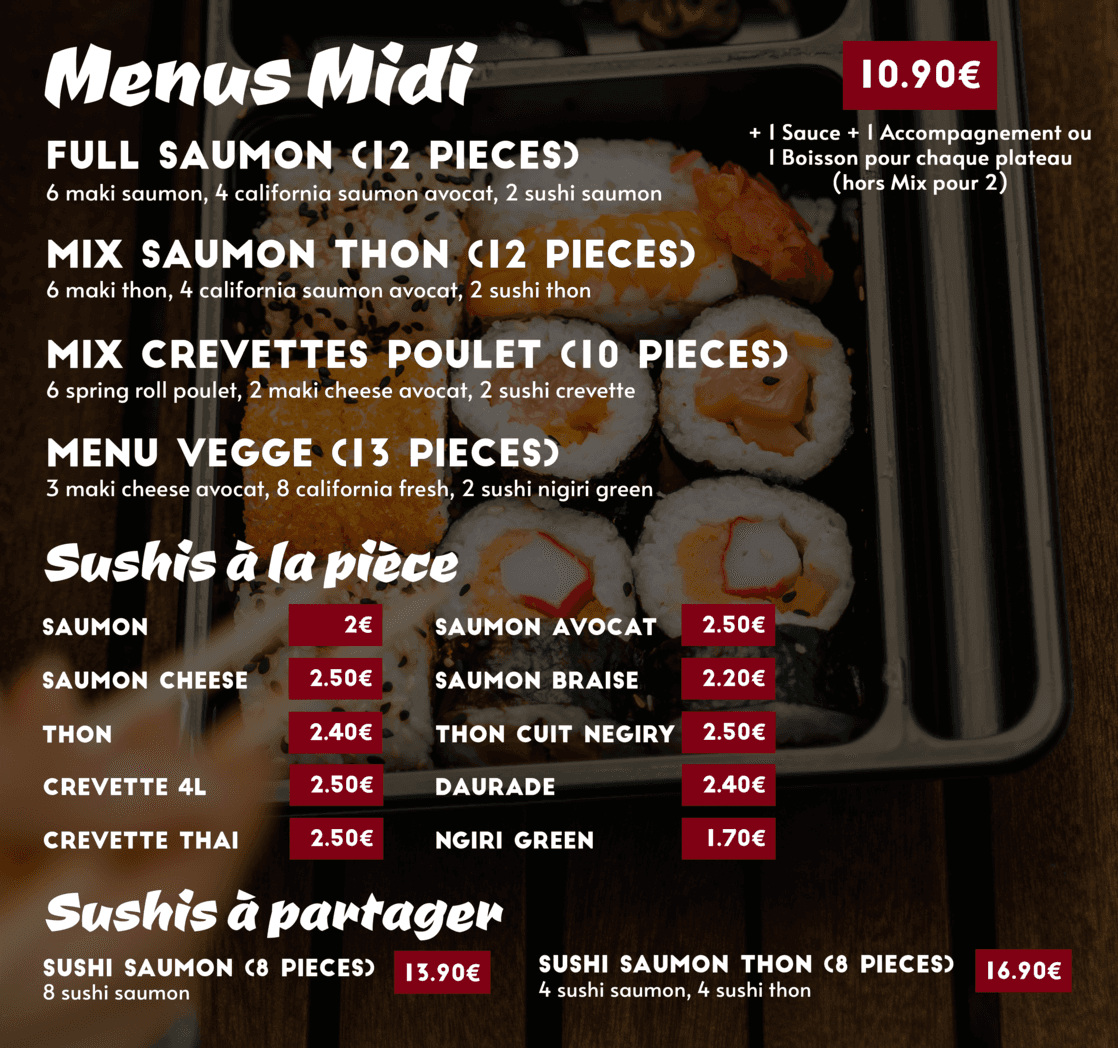 Menus Midi
10.90€
+ 1 Sauce + 1 Accompagnement ou
1 Boisson pour chaque plateau
(hors Mix pour 2)
FULL SAUMON (12 PIECES)
6 maki saumon, 4 california saumon avocat, 2 sushi saumon
MIX SAUMON THON (12 PIECES)
6 maki thon, 4 california saumon avocat, 2 sushi thon
MIX CREVETTES POULET (10 PIECES)
6 spring roll poulet, 2 maki cheese avocat, 2 sushi crevette
MENU VEGGE (13 PIECES)
3 maki cheese avocat, 8 california fresh, 2 sushi nigiri green
Sushis à la pièce
SAUMON 2€
SAUMON AVOCAT 2.50€
SAUMON CHEESE 2.50€
SAUMON BRAISE 2.20€
THON 2.40€
THON CUIT NEGIRY 2.50€
CREVETTE 4L 2.50€
DAURADE 2.40€
CREVETTE THAI 2.50€
NGIRI GREEN 1.70€
Sushis à partager
SUSHI SAUMON (8 PIECES) 13.90€
8 sushi saumon
SUSHI SAUMON THON (8 PIECES) 16.90€
4 sushi saumon, 4 sushi thon